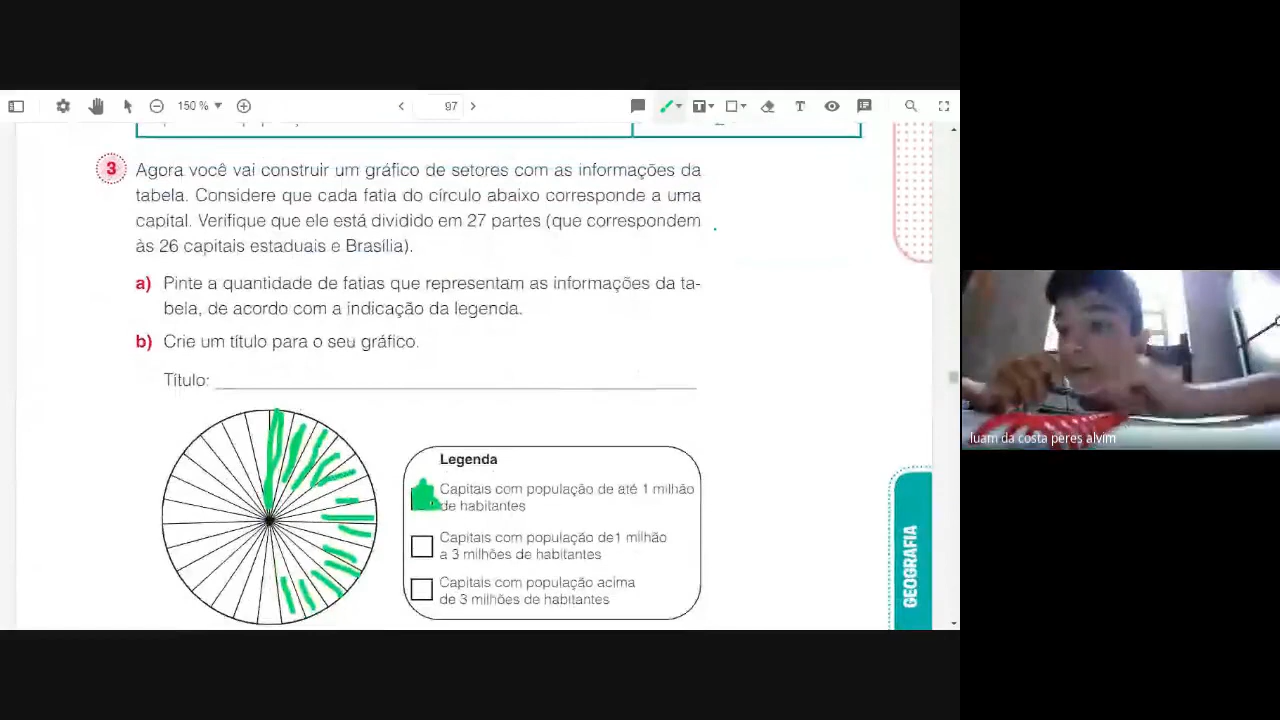 150 %
97
3 Agora você vai construir um gráfico de setores com as informações da
tabela. Considere que cada fatia do círculo abaixo corresponde a uma
capital. Verifique que ele está dividido em 27 partes (que correspondem
às 26 capitais estaduais e Brasília).
a) Pinte a quantidade de fatias que representam as informações da ta-
bela, de acordo com a indicação da legenda.
b) Crie um título para o seu gráfico.
Título:
Legenda
Capitais com população de até 1 milhão
de habitantes
Capitais com população de1 milhão
a 3 milhões de habitantes
Capitais com população acima
de 3 milhões de habitantes
GEOGRAFIA
luam da costa peres alvim